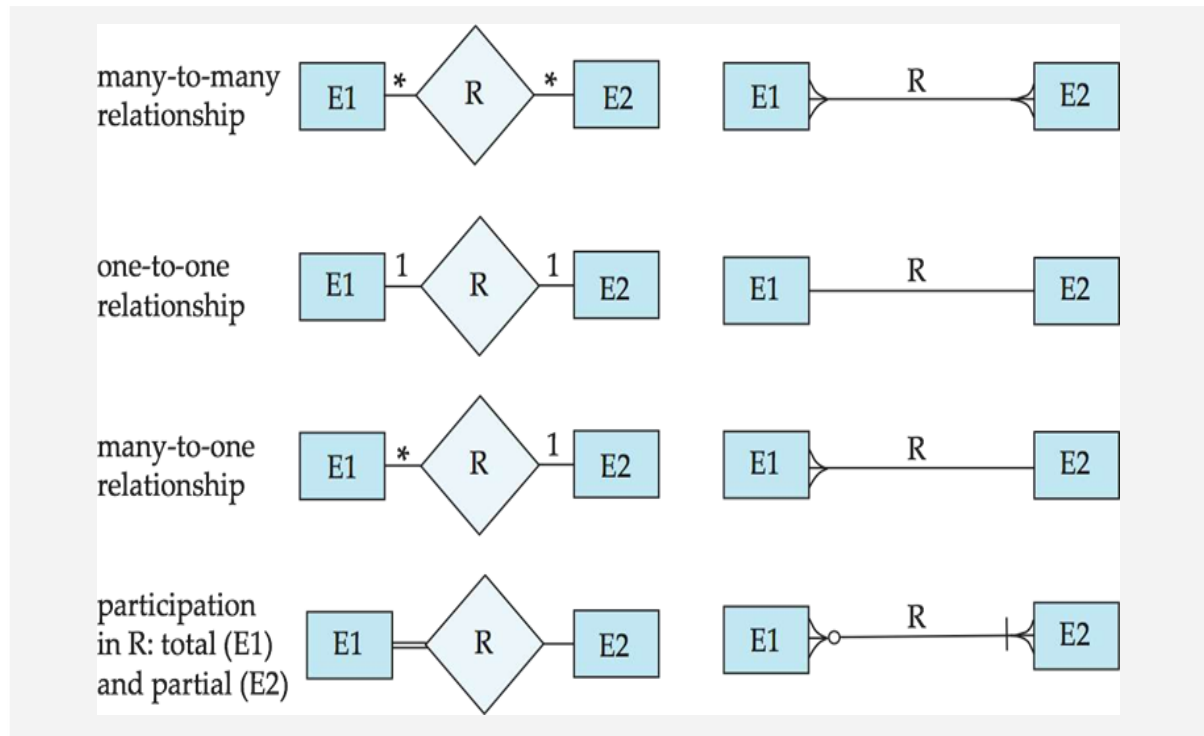 many-to-many
relationship
E1 * R * E2
E1 R E2
one-to-one
relationship
E1 1 R 1 E2
E1 R E2
many-to-one
relationship
E1 * R 1 E2
E1 R E2
participation
in R: total (E1)
and partial (E2)
E1 R E2
E1 R E2